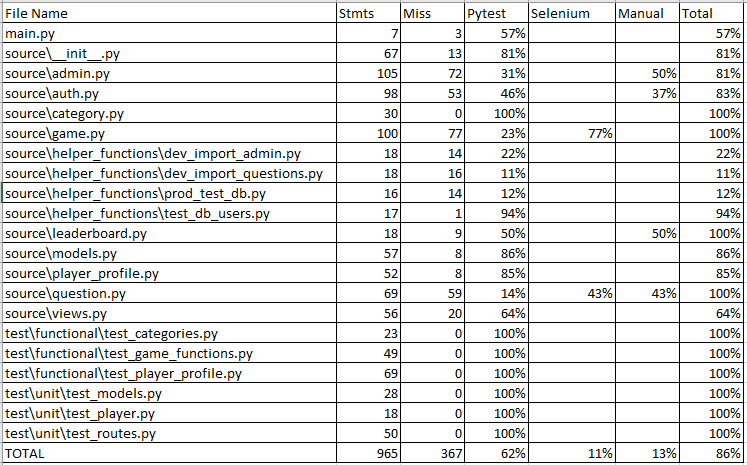 File Name Stmts Miss Pytest Selenium Manual Total
main.py 7 3 57% 57%
source\__init__.py 67 13 81% 81%
source\admin.py 105 72 31% 50% 81%
source\auth.py 98 53 46% 37% 83%
source\category.py 30 0 100% 100%
source\game.py 100 77 23% 77% 100%
source\helper_functions\dev_import_admin.py 18 14 22% 22%
source\helper_functions\dev_import_questions.py 18 16 11% 11%
source\helper_functions\prod_test_db.py 16 14 12% 12%
source\helper_functions\test_db_users.py 17 1 94% 94%
source\leaderboard.py 18 9 50% 50% 100%
source\models.py 57 8 86% 86%
source\player_profile.py 52 8 85% 85%
source\question.py 69 59 14% 43% 43% 100%
source\views.py 56 20 64% 64%
test\functional\test_categories.py 23 0 100% 100%
test\functional\test_game_functions.py 49 0 100% 100%
test\functional\test_player_profile.py 69 0 100% 100%
test\unit\test_models.py 28 0 100% 100%
test\unit\test_player.py 18 0 100% 100%
test\unit\test_routes.py 50 0 100% 100%
TOTAL 965 367 62% 11% 13% 86%